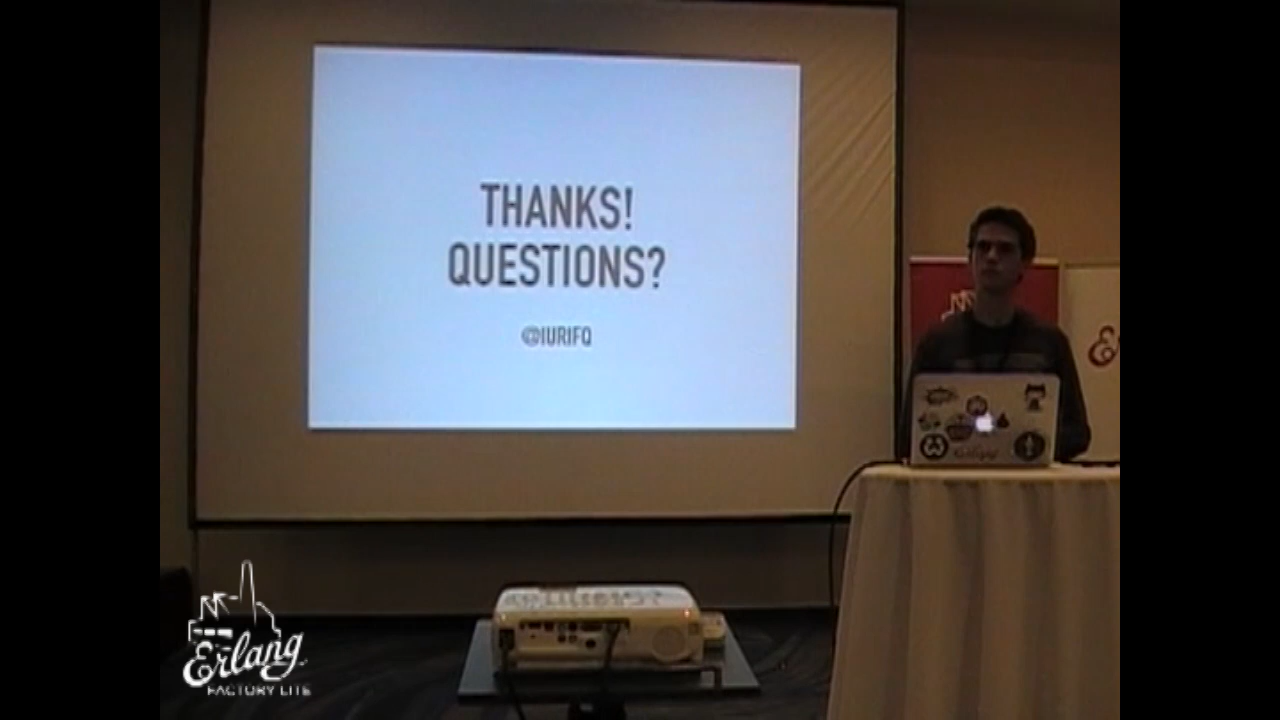 THANKS!
QUESTIONS?
@IURIFQ
Erlang
FACTORY LITE